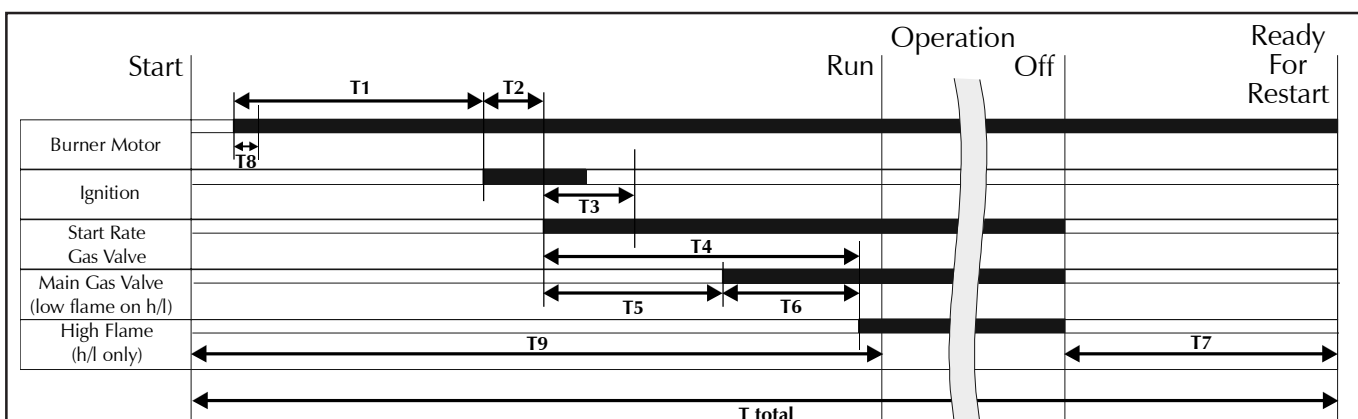 Operation
Ready
For
Restart
Start
Run
Off
T1
T2
Burner Motor
T8
Ignition
T3
Start Rate
Gas Valve
T4
Main Gas Valve
(low flame on h/l)
T5
T6
High Flame
(h/l only)
T9
T7
T total